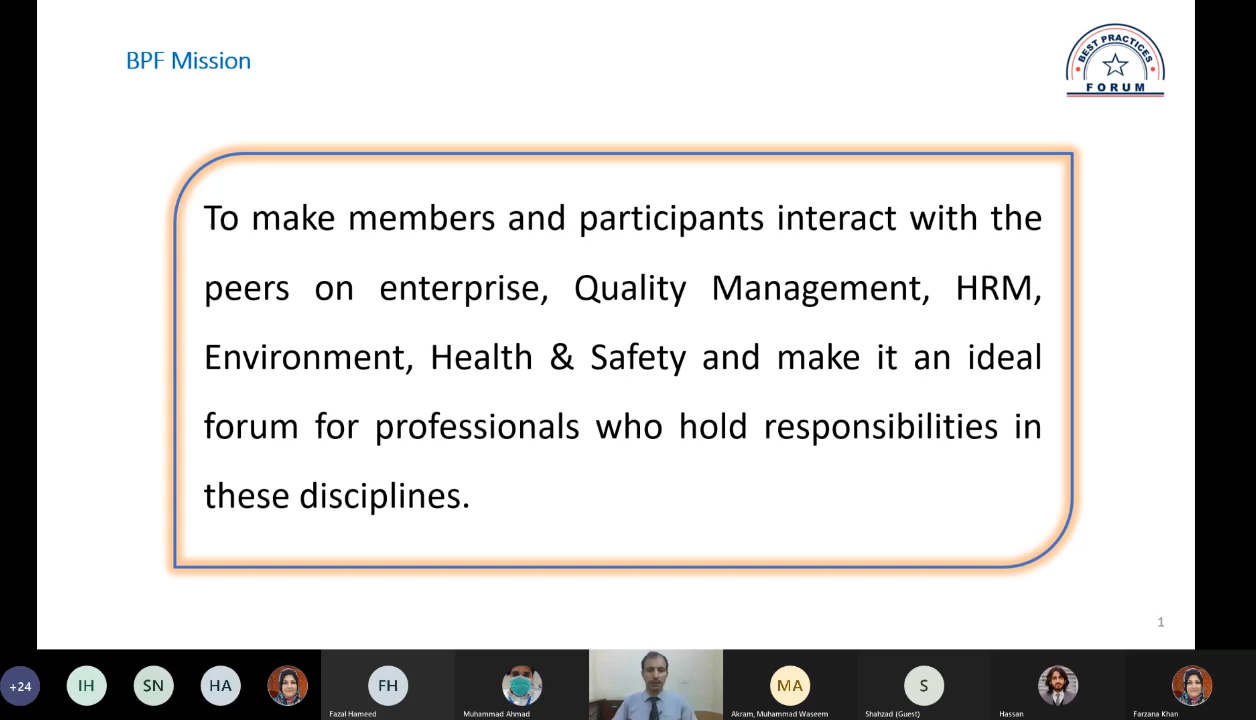 BPF Mission
BEST PRACTICES
FORUM
To make members and participants interact with the
peers on enterprise, Quality Management, HRM,
Environment, Health & Safety and make it an ideal
forum for professionals who hold responsibilities in
these disciplines.
1
+24
IH
SN
HA
FH
MA
S
Fazal Hameed
Muhammad Ahmad
Akram, Muhammad Waseem
Shahzad (Guest)
Hassan
Farzana Khan